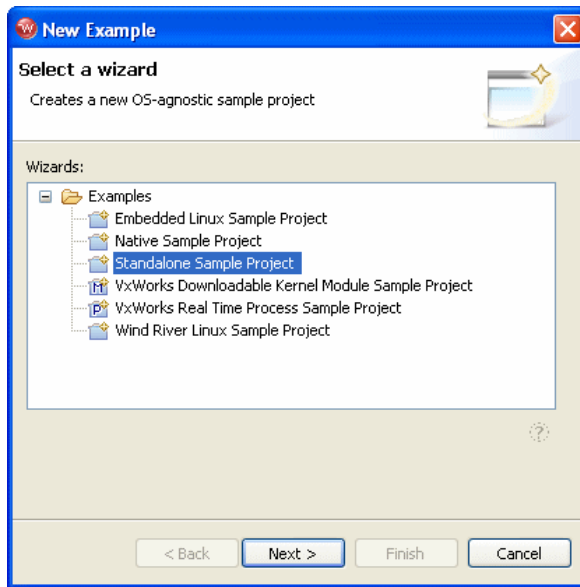 New Example
Select a wizard
Creates a new OS-agnostic sample project
Wizards:
Examples
Embedded Linux Sample Project
Native Sample Project
Standalone Sample Project
VxWorks Downloadable Kernel Module Sample Project
VxWorks Real Time Process Sample Project
Wind River Linux Sample Project
< Back Next > Finish Cancel